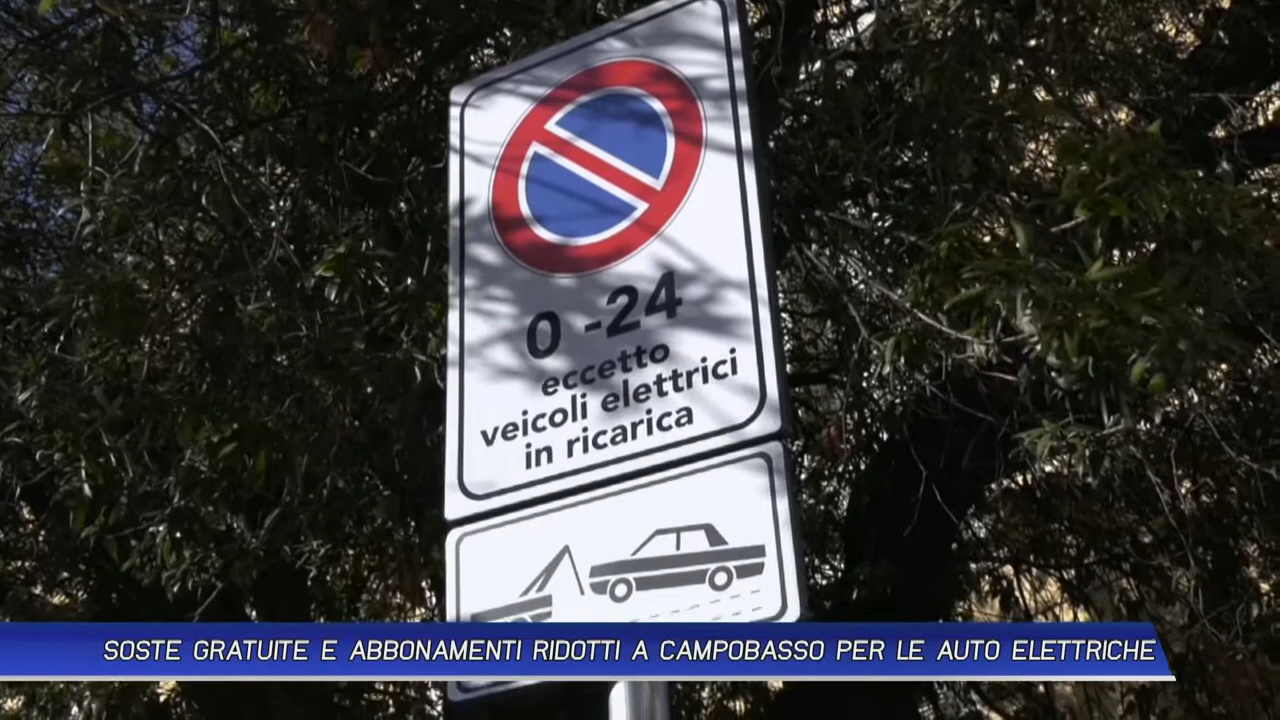 0 -24
eccetto
veicoli elettrici
in ricarica
SOSTE GRATUITE E ABBONAMENTI RIDOTTI A CAMPOBASSO PER LE AUTO ELETTRICHE